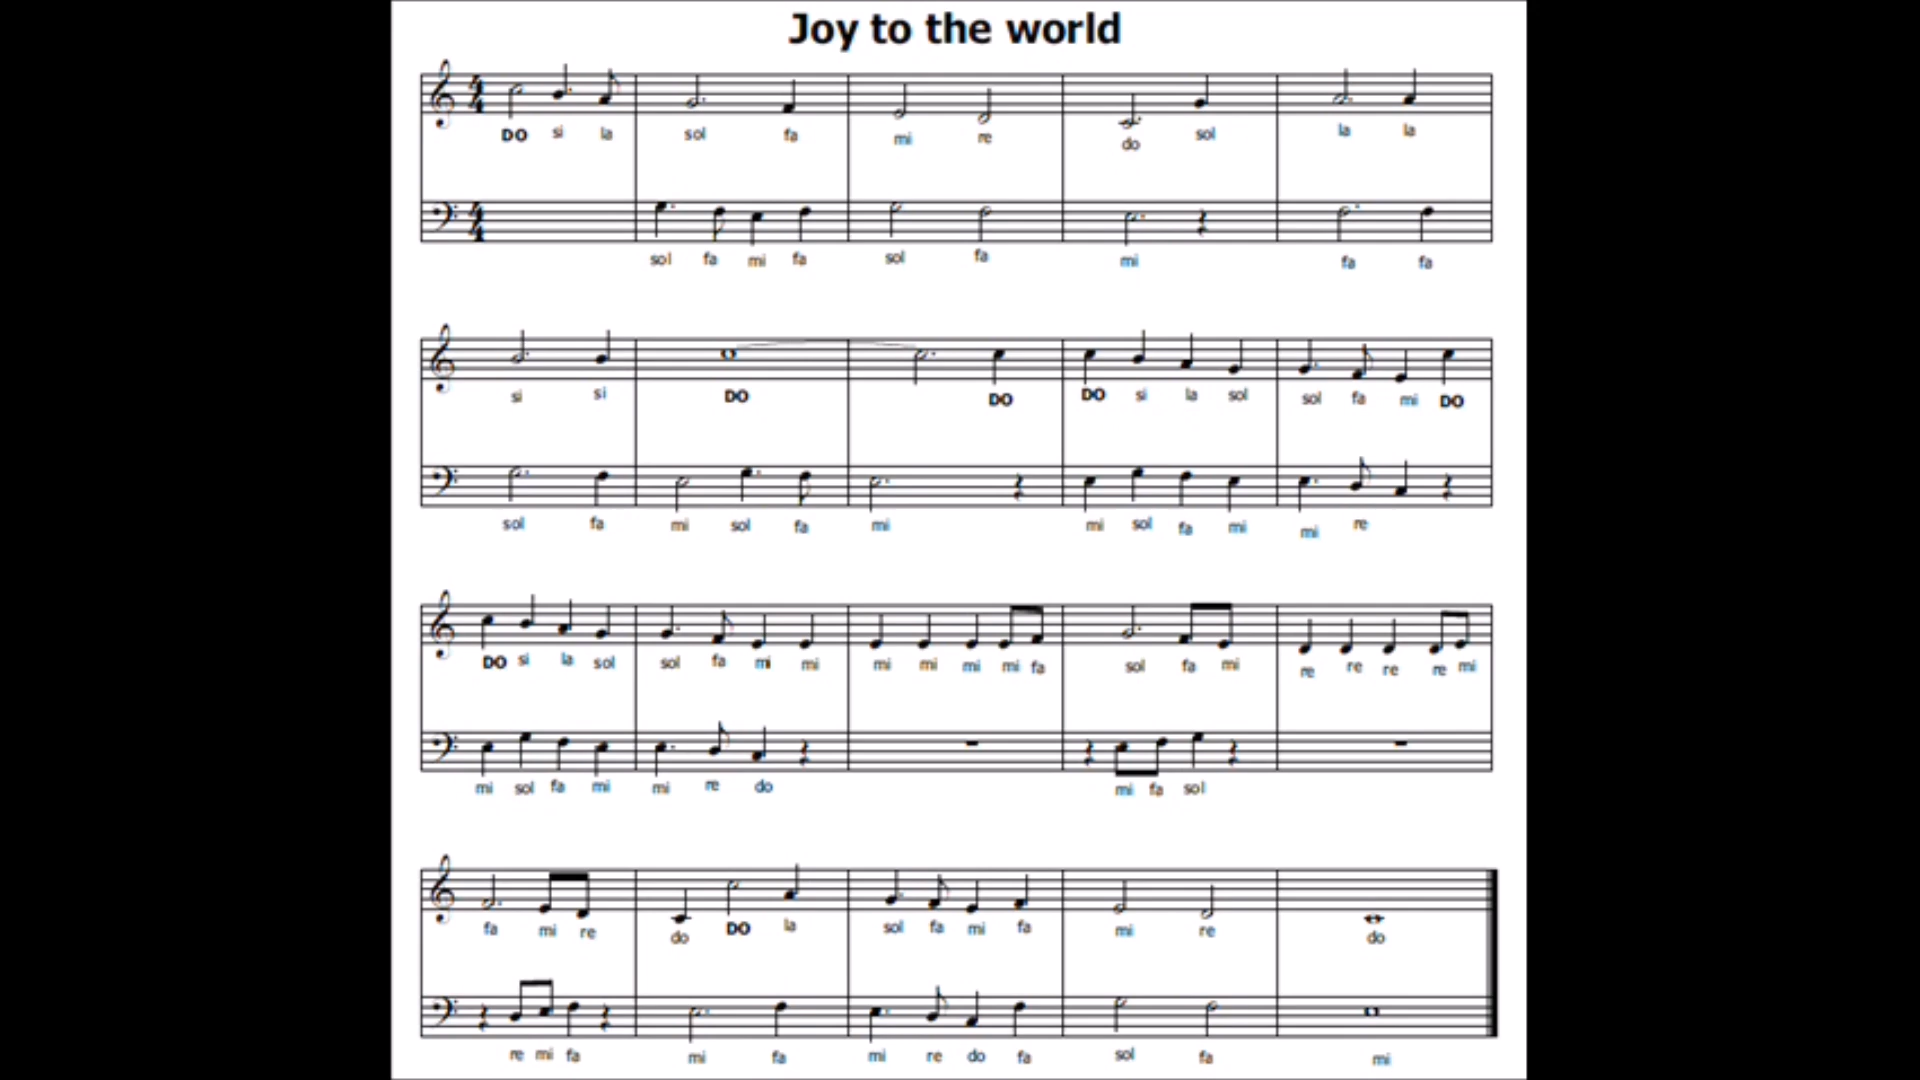 Joy to the world
4/4
DO si la sol fa mi re do sol la la
4/4
sol fa mi fa sol fa mi fa fa
si si DO DO DO si la sol sol fa mi DO
sol fa mi sol fa mi mi sol fa mi mi re
DO si la sol sol fa mi mi mi mi mi mi fa sol fa mi re re re re mi
mi sol fa mi mi re do mi fa sol
fa mi re do DO la sol fa mi fa mi re do
re mi fa mi fa mi re do fa sol fa mi